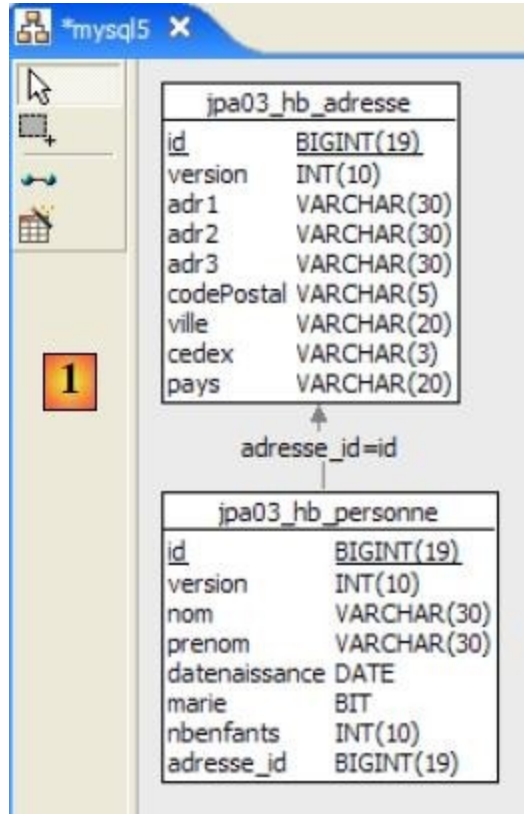 *mysql5
jpa03_hb_adresse
id BIGINT(19)
version INT(10)
adr1 VARCHAR(30)
adr2 VARCHAR(30)
adr3 VARCHAR(30)
codePostal VARCHAR(5)
ville VARCHAR(20)
cedex VARCHAR(3)
pays VARCHAR(20)
1
adresse_id=id
jpa03_hb_personne
id BIGINT(19)
version INT(10)
nom VARCHAR(30)
prenom VARCHAR(30)
datenaissance DATE
marie BIT
nbenfants INT(10)
adresse_id BIGINT(19)